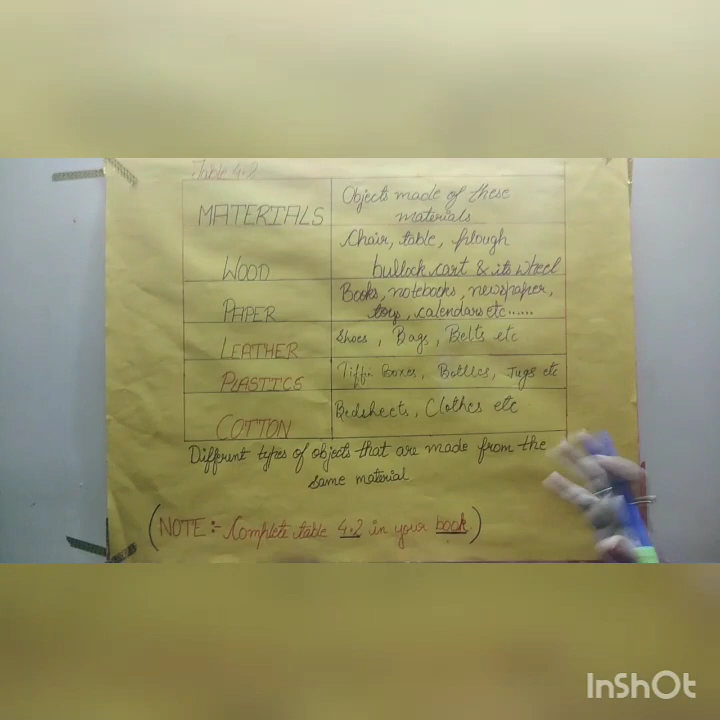 Table 4.2
MATERIALS
Objects made of these
materials
WOOD
Chair, table, plough
bullock cart & its wheel
PAPER
Books, notebooks, newspaper,
toys, calendars etc......
LEATHER
Shoes, Bags, Belts etc
PLASTICS
Tiffin Boxes, Bottles, Jugs etc
COTTON
Bedsheets, Clothes etc
Different types of objects that are made from the
same material
(NOTE:- Complete table 4.2 in your book)
InShOt